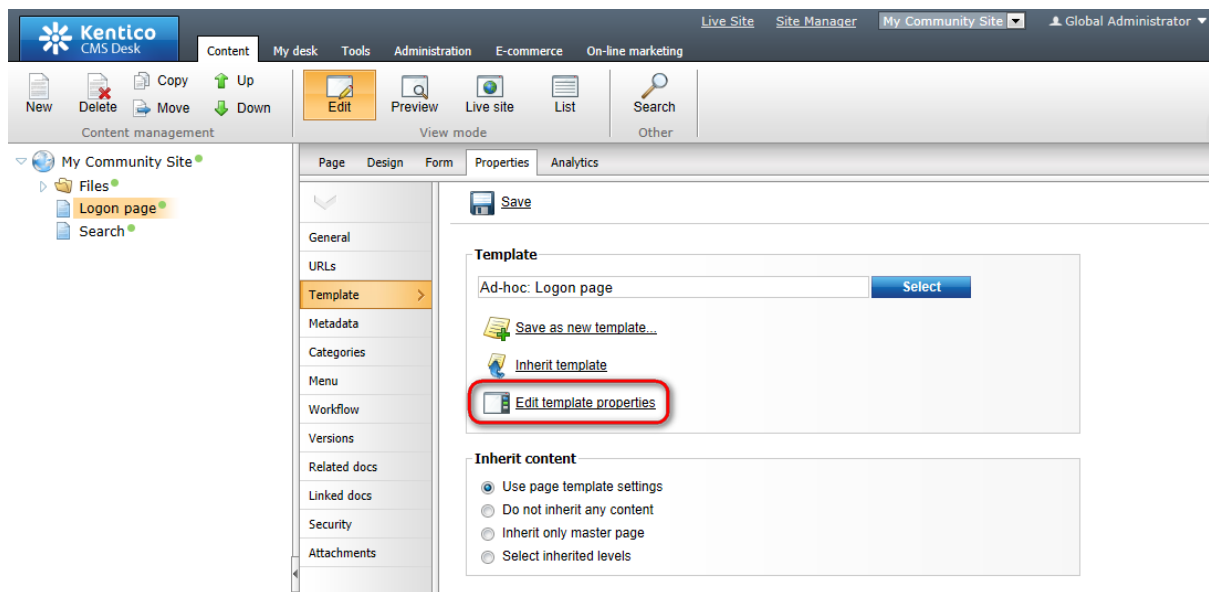 Live Site Site Manager My Community Site Global Administrator
Kentico
CMS Desk
Content My desk Tools Administration E-commerce On-line marketing
New Delete Copy Move Up Down
Content management
Edit Preview Live site List
View mode
Search
Other
My Community Site
Files
Logon page
Search
Page Design Form Properties Analytics
General
URLs
Template
Metadata
Categories
Menu
Workflow
Versions
Related docs
Linked docs
Security
Attachments
Save
Template
Ad-hoc: Logon page Select
Save as new template...
Inherit template
Edit template properties
Inherit content
Use page template settings
Do not inherit any content
Inherit only master page
Select inherited levels